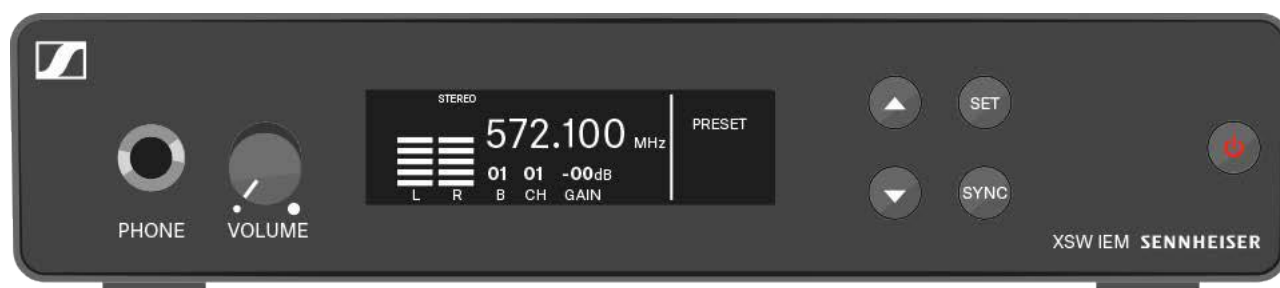 STEREO
572.100 MHz
PRESET
01 01 -00dB
L R B CH GAIN
SET
SYNC
PHONE VOLUME
XSW IEM SENNHEISER